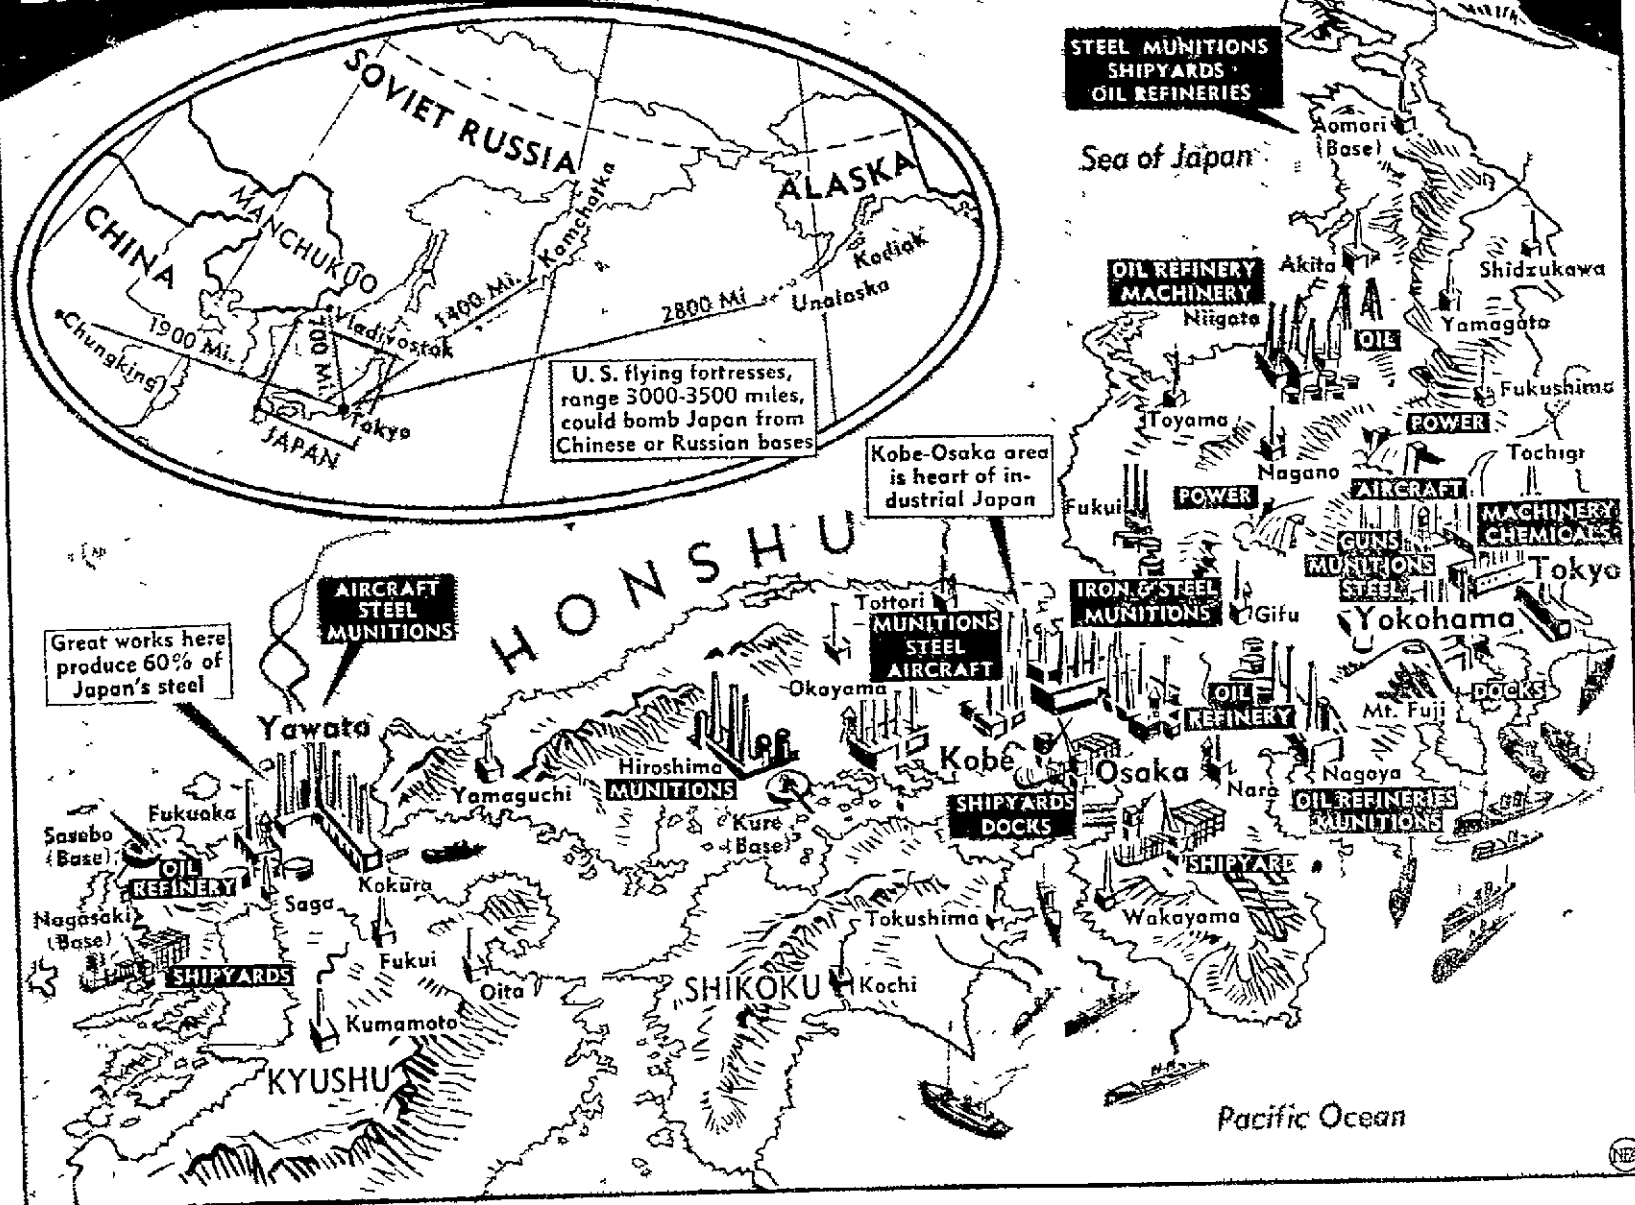 SOVIET RUSSIA
ALASKA
CHINA
MANCHUKUO
Kamchatka
Kodiak
Unalaska
Vladivostok
Chungking
1900 Mi.
700 Mi.
1400 Mi.
2800 Mi
Tokyo
JAPAN
U. S. flying fortresses,
range 3000-3500 miles,
could bomb Japan from
Chinese or Russian bases
STEEL MUNITIONS
SHIPYARDS
OIL REFINERIES
Aomori
(Base)
Sea of Japan
OIL REFINERY
MACHINERY
Niigata
Akita
Shidzukawa
Yamagata
OIL
Toyama
Fukushima
POWER
Nagano
Tochigi
Kobe-Osaka area
is heart of in-
dustrial Japan
Fukui
POWER
AIRCRAFT
MACHINERY
CHEMICALS
GUNS
MUNITIONS
STEEL
Tokyo
Yokohama
HONSHU
Tottori
IRON & STEEL
MUNITIONS
Gifu
MUNITIONS
STEEL
AIRCRAFT
AIRCRAFT
STEEL
MUNITIONS
Great works here
produce 60% of
Japan's steel
Yawata
Okayama
OIL
REFINERY
Mt. Fuji
DOCKS
Hiroshima
MUNITIONS
Yamaguchi
Kobe
Osaka
Nara
Nagoya
OIL REFINERIES
MUNITIONS
SHIPYARDS
DOCKS
Kure
(Base)
SHIPYARD
Fukuoka
Sasebo
(Base)
OIL
REFINERY
Kokura
Saga
Nagasaki
(Base)
SHIPYARDS
Fukui
Oita
Kumamoto
KYUSHU
Tokushima
Wakayama
SHIKOKU
Kochi
Pacific Ocean
NEA